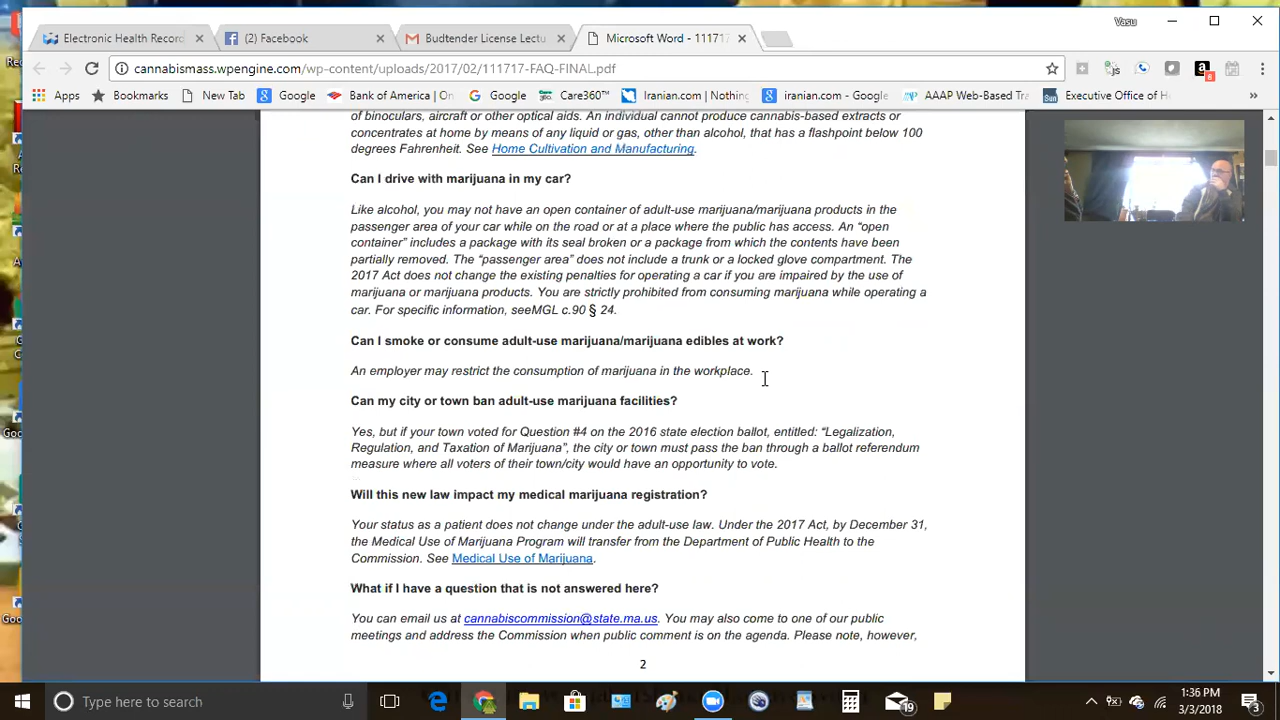 Vasu
Electronic Health Record
(2) Facebook
Budtender License Lectu
Microsoft Word - 111717
cannabismass.wpengine.com/wp-content/uploads/2017/02/111717-FAQ-FINAL.pdf
Apps
Bookmarks
New Tab
Google
Bank of America | On
Google
Care360™
Iranian.com | Nothing
iranian.com - Google
AAAP Web-Based Tra
Executive Office of H
of binoculars, aircraft or other optical aids. An individual cannot produce cannabis-based extracts or
concentrates at home by means of any liquid or gas, other than alcohol, that has a flashpoint below 100
degrees Fahrenheit. See Home Cultivation and Manufacturing.
Can I drive with marijuana in my car?
Like alcohol, you may not have an open container of adult-use marijuana/marijuana products in the
passenger area of your car while on the road or at a place where the public has access. An “open
container” includes a package with its seal broken or a package from which the contents have been
partially removed. The “passenger area” does not include a trunk or a locked glove compartment. The
2017 Act does not change the existing penalties for operating a car if you are impaired by the use of
marijuana or marijuana products. You are strictly prohibited from consuming marijuana while operating a
car. For specific information, seeMGL c.90 § 24.
Can I smoke or consume adult-use marijuana/marijuana edibles at work?
An employer may restrict the consumption of marijuana in the workplace.
Can my city or town ban adult-use marijuana facilities?
Yes, but if your town voted for Question #4 on the 2016 state election ballot, entitled: “Legalization,
Regulation, and Taxation of Marijuana”, the city or town must pass the ban through a ballot referendum
measure where all voters of their town/city would have an opportunity to vote.
Will this new law impact my medical marijuana registration?
Your status as a patient does not change under the adult-use law. Under the 2017 Act, by December 31,
the Medical Use of Marijuana Program will transfer from the Department of Public Health to the
Commission. See Medical Use of Marijuana.
What if I have a question that is not answered here?
You can email us at cannabiscommission@state.ma.us. You may also come to one of our public
meetings and address the Commission when public comment is on the agenda. Please note, however,
2
Type here to search
19
1:36 PM
3/3/2018
3